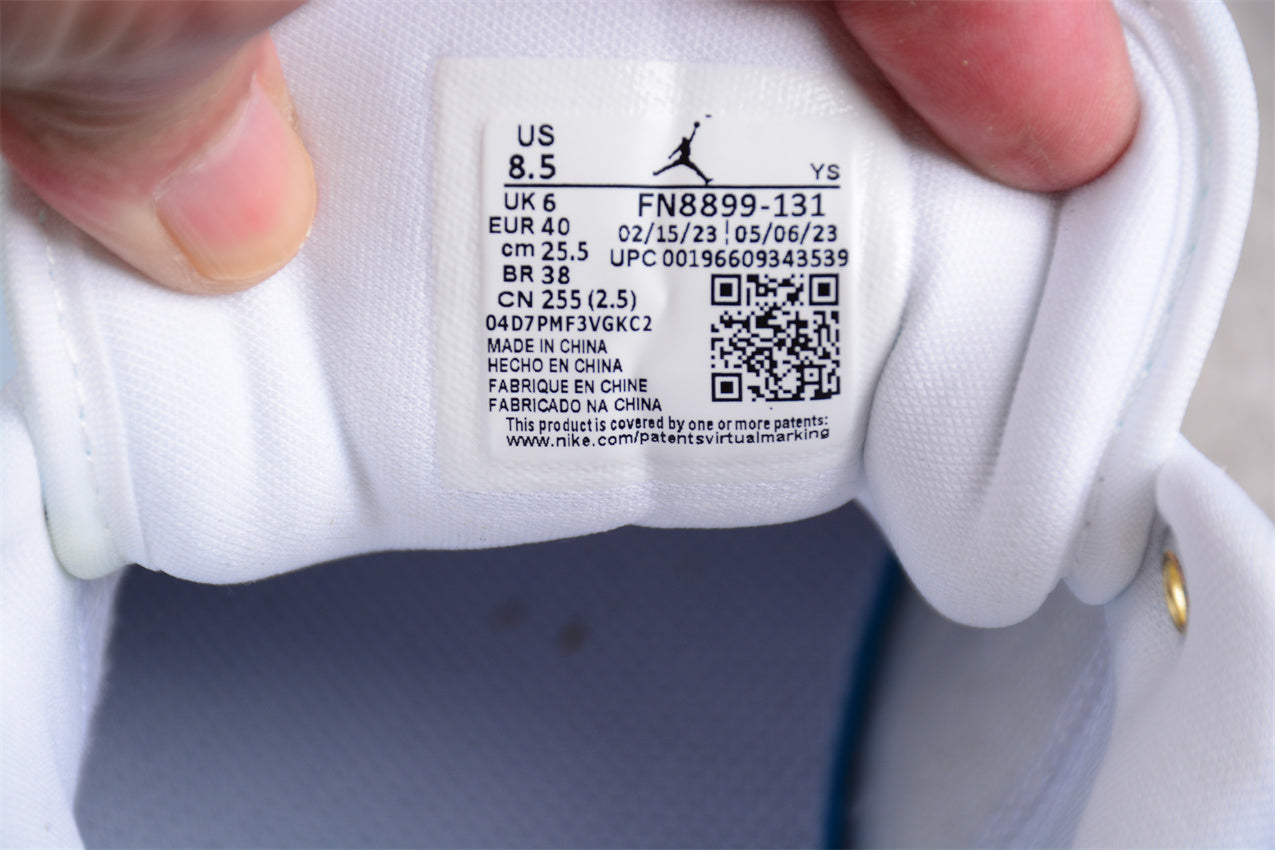 US
8.5
YS
UK 6
EUR 40
cm 25.5
BR 38
CN 255 (2.5)
FN8899-131
02/15/23 ¦ 05/06/23
UPC 00196609343539
04D7PMF3VGKC2
MADE IN CHINA
HECHO EN CHINA
FABRIQUE EN CHINE
FABRICADO NA CHINA
This product is covered by one or more patents:
www.nike.com/patentsvirtualmarking